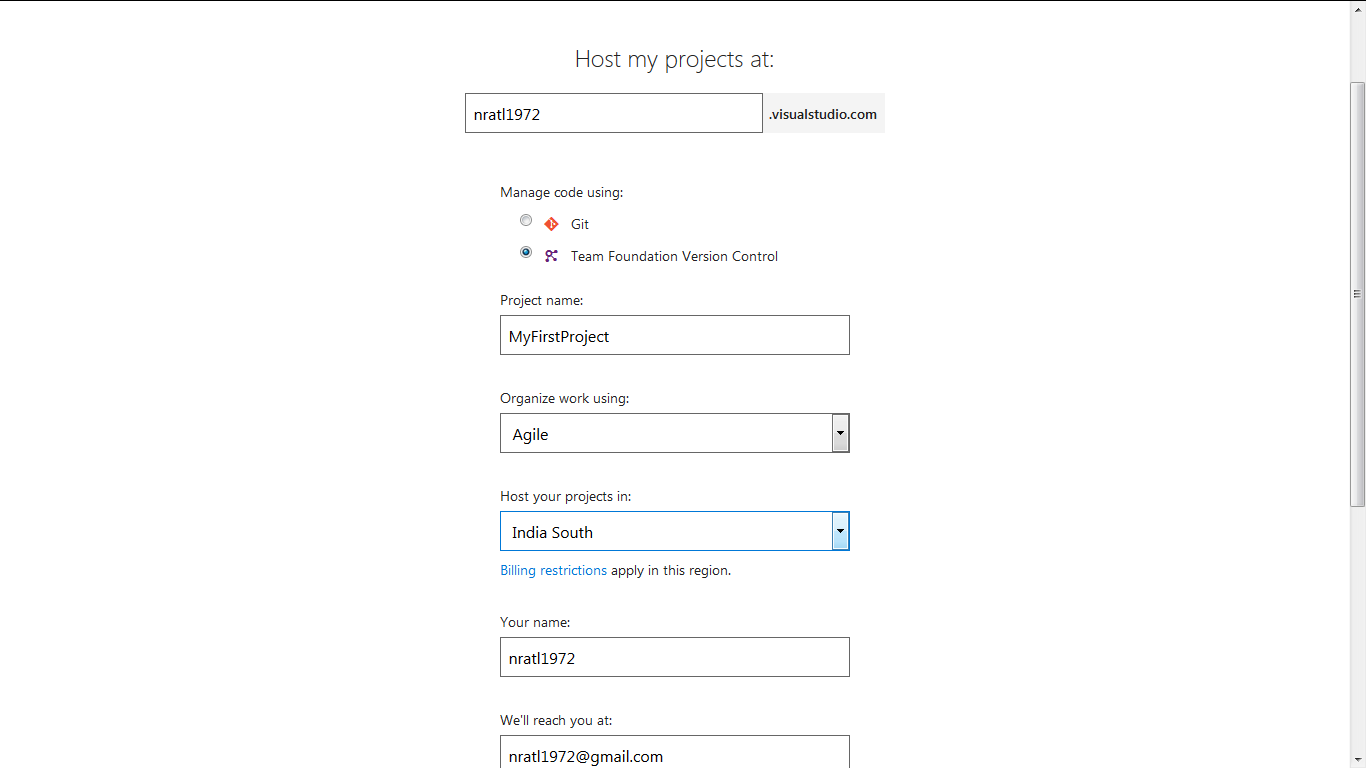 Host my projects at:
nratl1972 .visualstudio.com
Manage code using:
Git
Team Foundation Version Control
Project name:
MyFirstProject
Organize work using:
Agile
Host your projects in:
India South
Billing restrictions apply in this region.
Your name:
nratl1972
We'll reach you at:
nratl1972@gmail.com